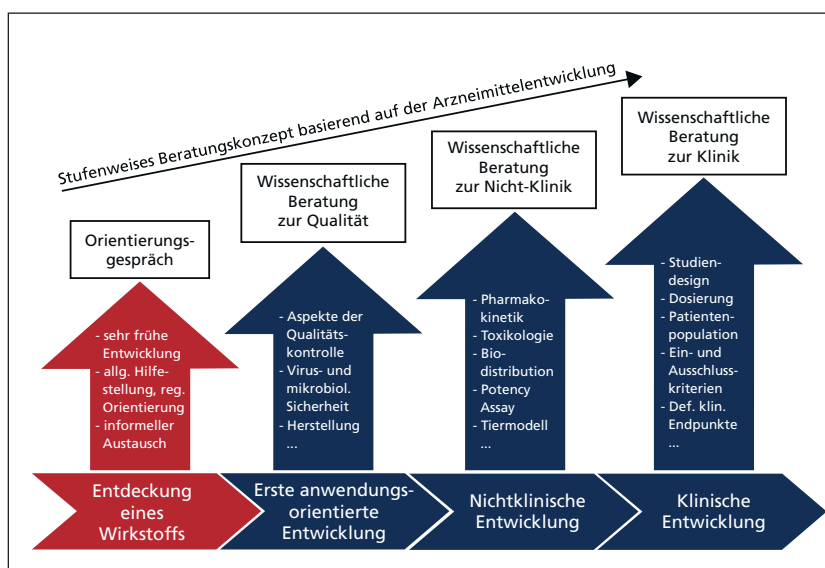 Stufenweises Beratungskonzept basierend auf der Arzneimittelentwicklung
Orientierungs-
gespräch
Wissenschaftliche
Beratung
zur Qualität
Wissenschaftliche
Beratung
zur Nicht-Klinik
Wissenschaftliche
Beratung
zur Klinik
- sehr frühe
Entwicklung
- allg. Hilfe-
stellung, reg.
Orientierung
- informeller
Austausch
- Aspekte der
Qualitäts-
kontrolle
- Virus- und
mikrobiol.
Sicherheit
- Herstellung
...
- Pharmako-
kinetik
- Toxikologie
- Bio-
distribution
- Potency
Assay
- Tiermodell
...
- Studien-
design
- Dosierung
- Patienten-
population
- Ein- und
Ausschluss-
kriterien
- Def. klin.
Endpunkte
...
Entdeckung
eines
Wirkstoffs
Erste anwendungs-
orientierte
Entwicklung
Nichtklinische
Entwicklung
Klinische
Entwicklung